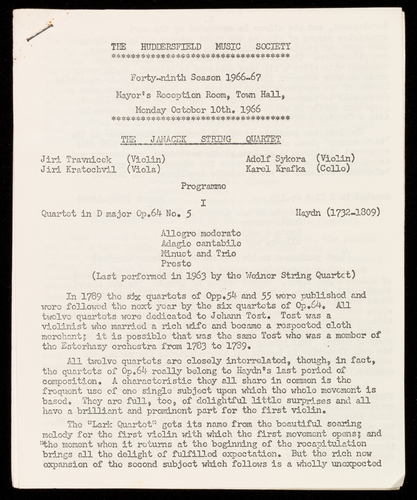 THE HUDDERSFIELD MUSIC SOCIETY
****************************************
Forty-ninth Season 1966-67
Mayor's Reception Room, Town Hall,
Monday October 10th. 1966
****************************************
THE JANACEK STRING QUARTET
Jiri Travnicek (Violin) Adolf Sykora (Violin)
Jiri Kratochvil (Viola) Karel Krafka (Cello)
Programme
I
Quartet in D major Op.64 No. 5 Haydn (1732-1809)
Allegro moderato
Adagio cantabile
Minuet and Trio
Presto
(Last performed in 1963 by the Weiner String Quartet)
In 1789 the six quartets of Opp.54 and 55 were published and
were followed the next year by the six quartets of Op.64. All
twelve quartets were dedicated to Johann Tost. Tost was a
violinist who married a rich wife and became a respected cloth
merchant; it is possible that was the same Tost who was a member of
the Esterhazy orchestra from 1783 to 1789.
All twelve quartets are closely interrelated, though, in fact,
the quartets of Op.64 really belong to Haydn's last period of
composition. A characteristic they all share in common is the
frequent use of one single subject upon which the whole movement is
based. They are full, too, of delightful little surprises and all
have a brilliant and prominent part for the first violin.
The "Lark Quartet" gets its name from the beautiful soaring
melody for the first violin with which the first movement opens; and
"the moment when it returns at the beginning of the recapitulation
brings all the delight of fulfilled expectation. But the rich new
expansion of the second subject which follows is a wholly unexpected